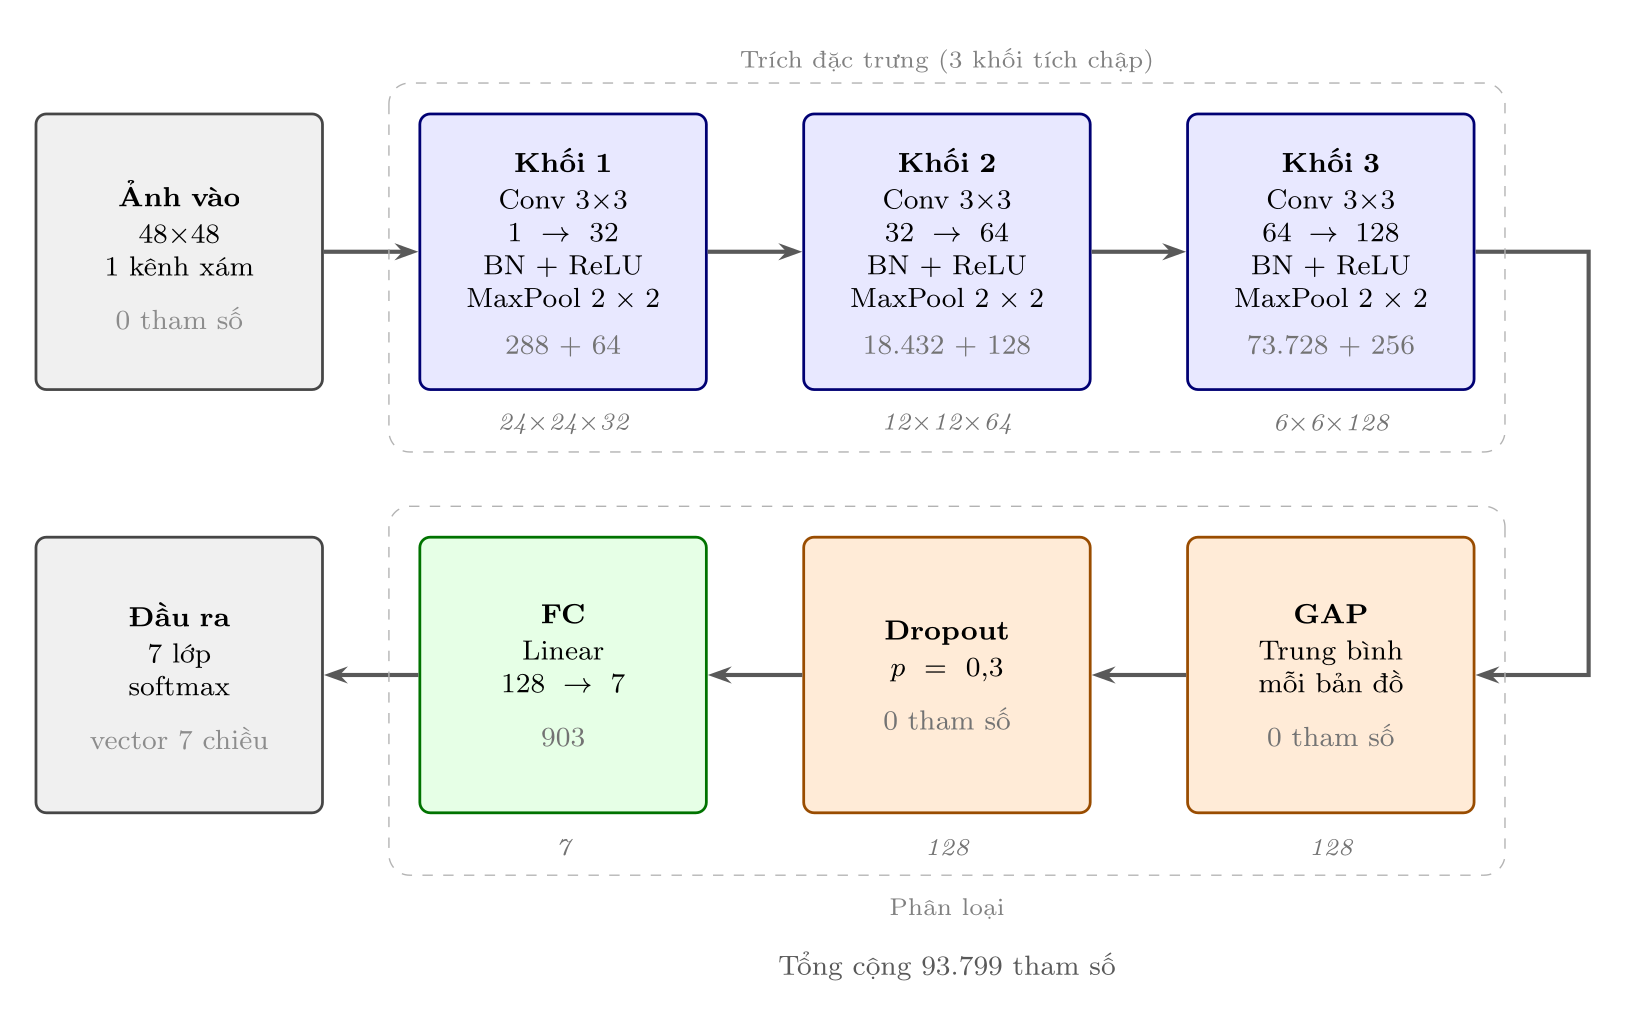 Trích đặc trưng (3 khối tích chập)
Ảnh vào
48×48
1 kênh xám
0 tham số
Khối 1
Conv 3×3
1 → 32
BN + ReLU
MaxPool 2 × 2
288 + 64
24×24×32
Khối 2
Conv 3×3
32 → 64
BN + ReLU
MaxPool 2 × 2
18.432 + 128
12×12×64
Khối 3
Conv 3×3
64 → 128
BN + ReLU
MaxPool 2 × 2
73.728 + 256
6×6×128
GAP
Trung bình
mỗi bản đồ
0 tham số
128
Dropout
p = 0,3
0 tham số
128
FC
Linear
128 → 7
903
7
Đầu ra
7 lớp
softmax
vector 7 chiều
Phân loại
Tổng cộng 93.799 tham số